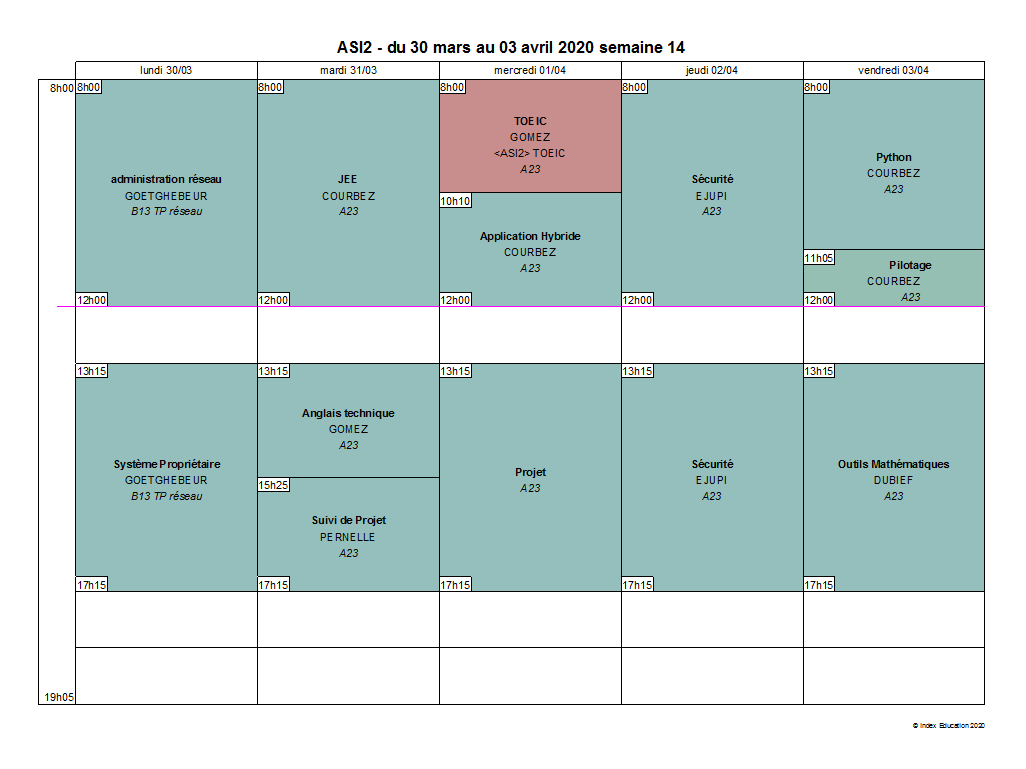 ASI2 - du 30 mars au 03 avril 2020 semaine 14
lundi 30/03
mardi 31/03
mercredi 01/04
jeudi 02/04
vendredi 03/04
8h00
8h00
administration réseau
GOETGHEBEUR
B13 TP réseau
12h00
8h00
JEE
COURBEZ
A23
12h00
8h00
TOEIC
GOMEZ
<ASI2> TOEIC
A23
10h10
Application Hybride
COURBEZ
A23
12h00
8h00
Sécurité
EJUPI
A23
12h00
8h00
Python
COURBEZ
A23
11h05
Pilotage
COURBEZ
A23
12h00
13h15
Système Propriétaire
GOETGHEBEUR
B13 TP réseau
17h15
13h15
Anglais technique
GOMEZ
A23
15h25
Suivi de Projet
PERNELLE
A23
17h15
13h15
Projet
A23
17h15
13h15
Sécurité
EJUPI
A23
17h15
13h15
Outils Mathématiques
DUBIEF
A23
17h15
19h05
© Index Education 2020